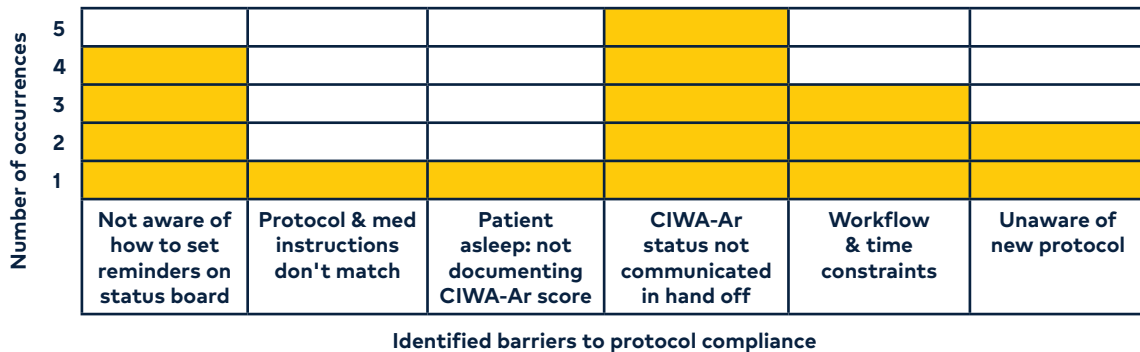 Number of occurrences
5
4
3
2
1
Not aware of
how to set
reminders on
status board
Protocol & med
instructions
don't match
Patient
asleep: not
documenting
CIWA-Ar score
CIWA-Ar
status not
communicated
in hand off
Workflow
& time
constraints
Unaware of
new protocol
Identified barriers to protocol compliance